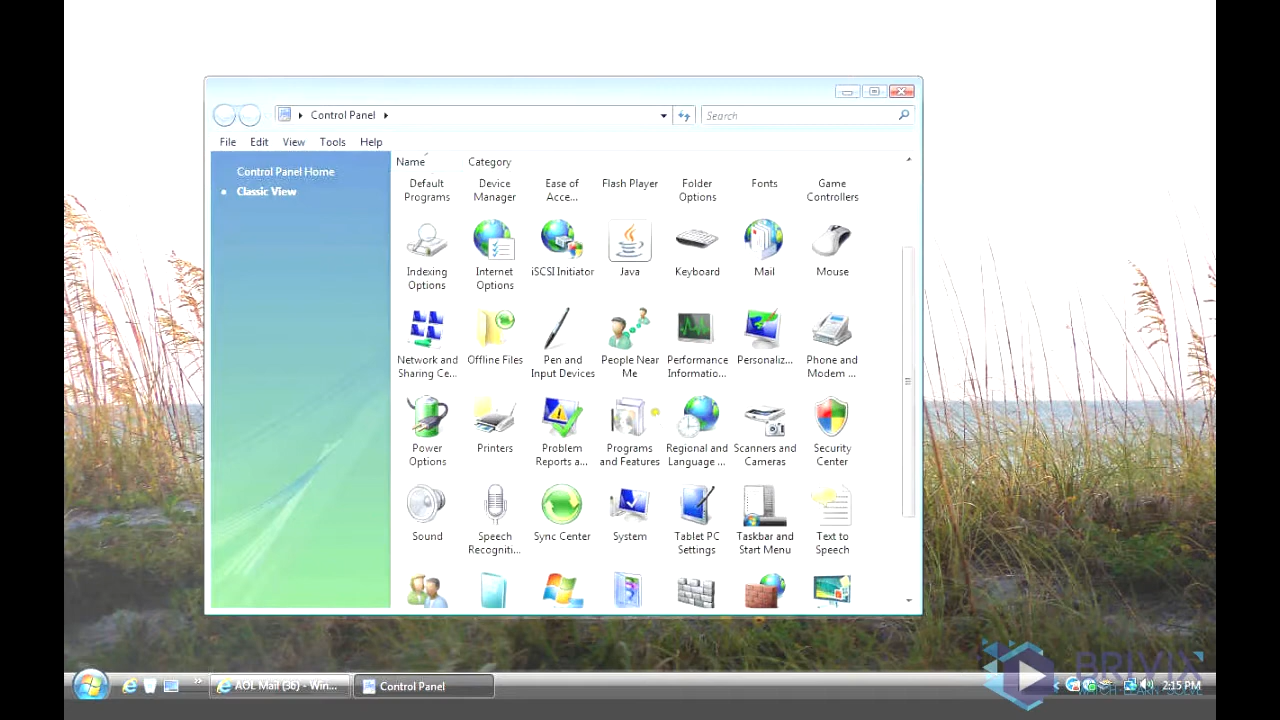 Control Panel
Search
File Edit View Tools Help
Control Panel Home
Classic View
Name Category
Default Programs
Device Manager
Ease of Acce...
Flash Player
Folder Options
Fonts
Game Controllers
Indexing Options
Internet Options
iSCSI Initiator
Java
Keyboard
Mail
Mouse
Network and Sharing Ce...
Offline Files
Pen and Input Devices
People Near Me
Performance Informatio...
Personaliz...
Phone and Modem ...
Power Options
Printers
Problem Reports a...
Programs and Features
Regional and Language ...
Scanners and Cameras
Security Center
Sound
Speech Recogniti...
Sync Center
System
Tablet PC Settings
Taskbar and Start Menu
Text to Speech
BRIVIX
AOL Mail (36) - Win...
Control Panel
2:15 PM